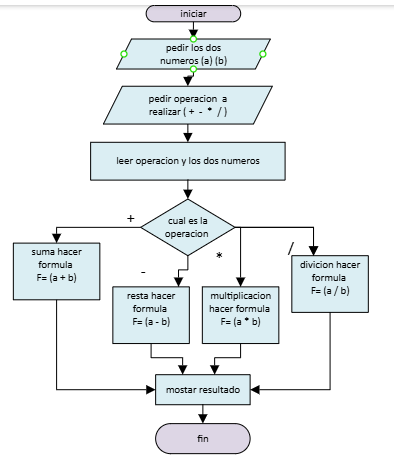 iniciar
pedir los dos
numeros (a) (b)
pedir operacion a
realizar ( + - * / )
leer operacion y los dos numeros
+
cual es la
operacion
-
*
/
suma hacer
formula
F= (a + b)
resta hacer
formula
F= (a - b)
multiplicacion
hacer formula
F= (a * b)
divicion hacer
formula
F= (a / b)
mostar resultado
fin